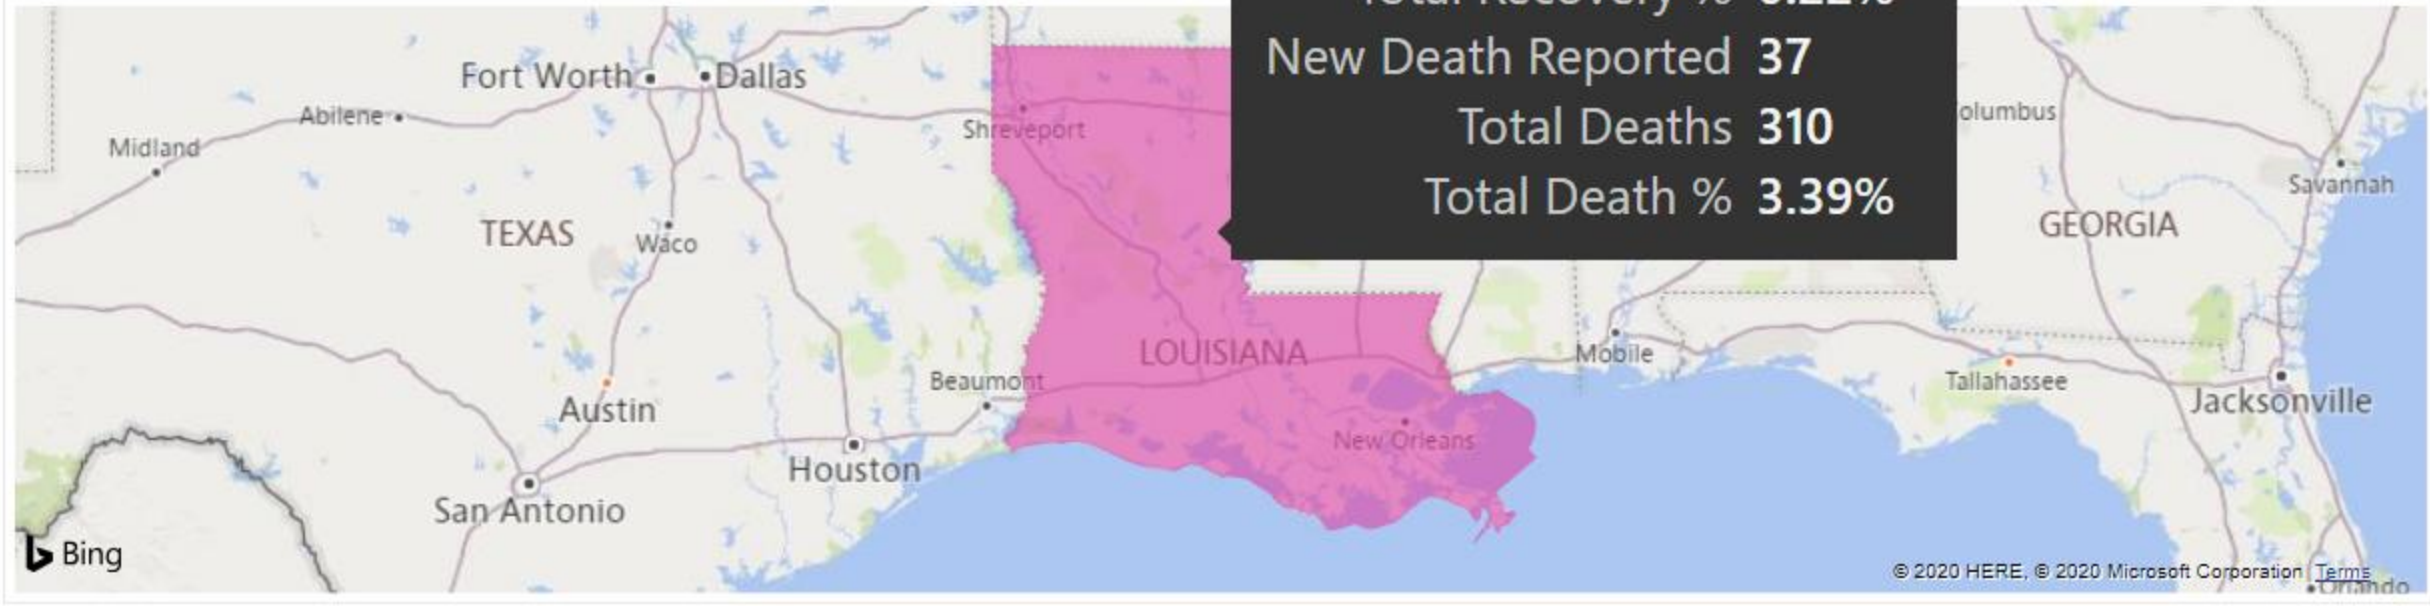 New Death Reported 37
Total Deaths 310
Total Death % 3.39%
Fort Worth
Dallas
Abilene
Midland
Shreveport
olumbus
Savannah
TEXAS
Waco
GEORGIA
LOUISIANA
Mobile
Beaumont
Tallahassee
Austin
Jacksonville
New Orleans
Houston
San Antonio
Bing
© 2020 HERE, © 2020 Microsoft Corporation Terms
Orlando